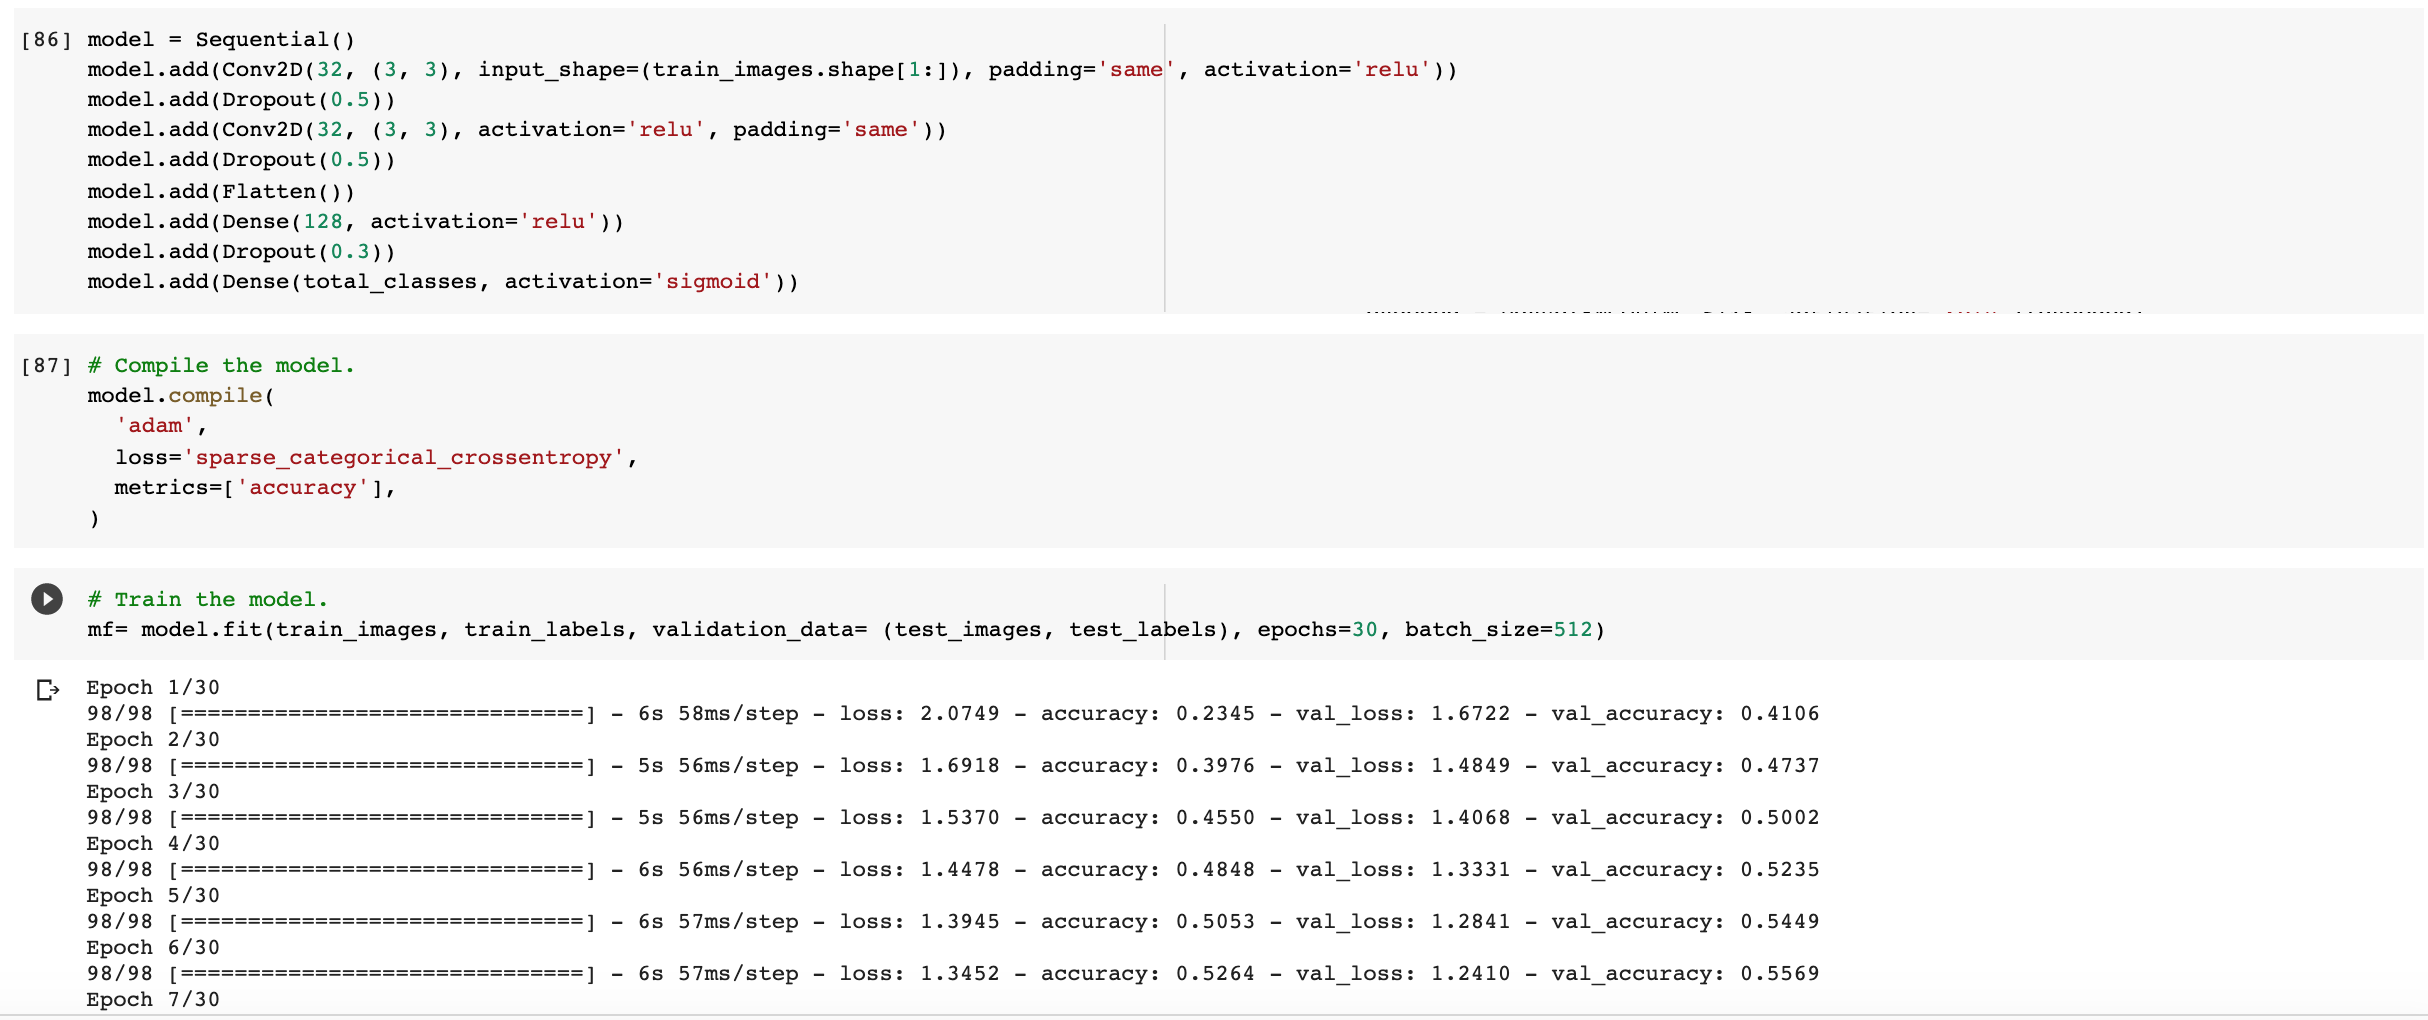 [86] model = Sequential()
model.add(Conv2D(32, (3, 3), input_shape=(train_images.shape[1:]), padding='same', activation='relu'))
model.add(Dropout(0.5))
model.add(Conv2D(32, (3, 3), activation='relu', padding='same'))
model.add(Dropout(0.5))
model.add(Flatten())
model.add(Dense(128, activation='relu'))
model.add(Dropout(0.3))
model.add(Dense(total_classes, activation='sigmoid'))
[87] # Compile the model.
model.compile(
'adam',
loss='sparse_categorical_crossentropy',
metrics=['accuracy'],
)
# Train the model.
mf= model.fit(train_images, train_labels, validation_data= (test_images, test_labels), epochs=30, batch_size=512)
Epoch 1/30
98/98 [==============================] - 6s 58ms/step - loss: 2.0749 - accuracy: 0.2345 - val_loss: 1.6722 - val_accuracy: 0.4106
Epoch 2/30
98/98 [==============================] - 5s 56ms/step - loss: 1.6918 - accuracy: 0.3976 - val_loss: 1.4849 - val_accuracy: 0.4737
Epoch 3/30
98/98 [==============================] - 5s 56ms/step - loss: 1.5370 - accuracy: 0.4550 - val_loss: 1.4068 - val_accuracy: 0.5002
Epoch 4/30
98/98 [==============================] - 6s 56ms/step - loss: 1.4478 - accuracy: 0.4848 - val_loss: 1.3331 - val_accuracy: 0.5235
Epoch 5/30
98/98 [==============================] - 6s 57ms/step - loss: 1.3945 - accuracy: 0.5053 - val_loss: 1.2841 - val_accuracy: 0.5449
Epoch 6/30
98/98 [==============================] - 6s 57ms/step - loss: 1.3452 - accuracy: 0.5264 - val_loss: 1.2410 - val_accuracy: 0.5569
Epoch 7/30